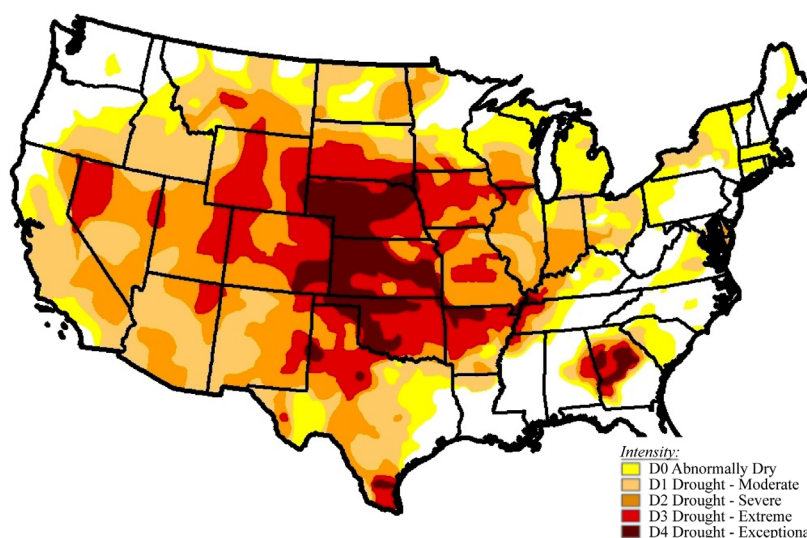 Intensity:
D0 Abnormally Dry
D1 Drought - Moderate
D2 Drought - Severe
D3 Drought - Extreme
D4 Drought - Exceptiona